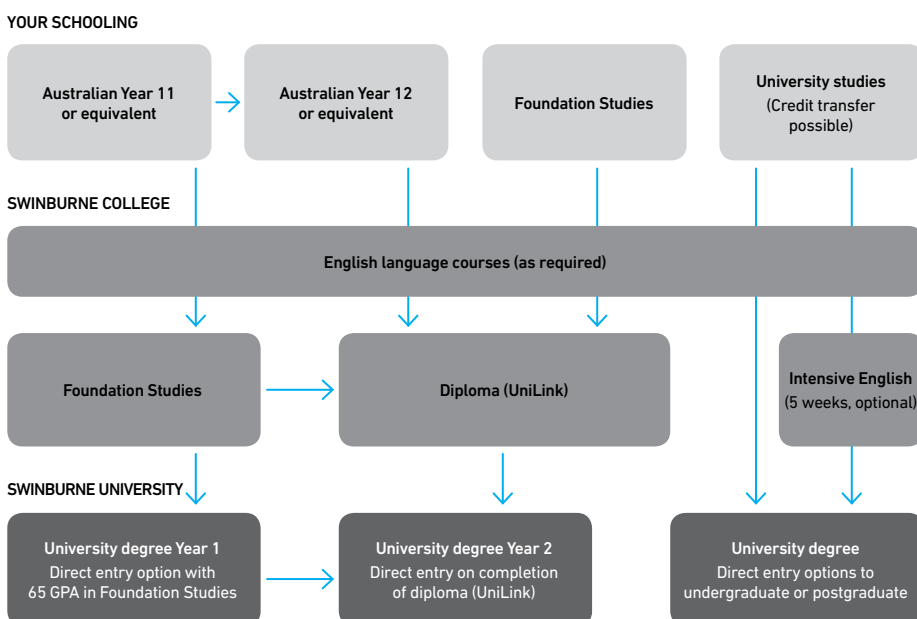 YOUR SCHOOLING
Australian Year 11
or equivalent
Australian Year 12
or equivalent
Foundation Studies
University studies
(Credit transfer
possible)
SWINBURNE COLLEGE
English language courses (as required)
Foundation Studies
Diploma (UniLink)
Intensive English
(5 weeks, optional)
SWINBURNE UNIVERSITY
University degree Year 1
Direct entry option with
65 GPA in Foundation Studies
University degree Year 2
Direct entry on completion
of diploma (UniLink)
University degree
Direct entry options to
undergraduate or postgraduate